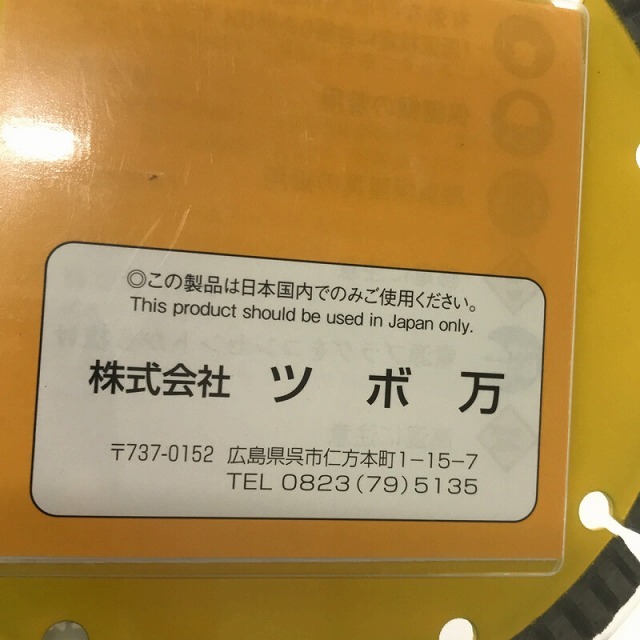 ◎この製品は日本国内でのみご使用ください。
This product should be used in Japan only.
株式会社 ツボ万
〒737-0152 広島県呉市仁方本町1-15-7
TEL 0823(79)5135